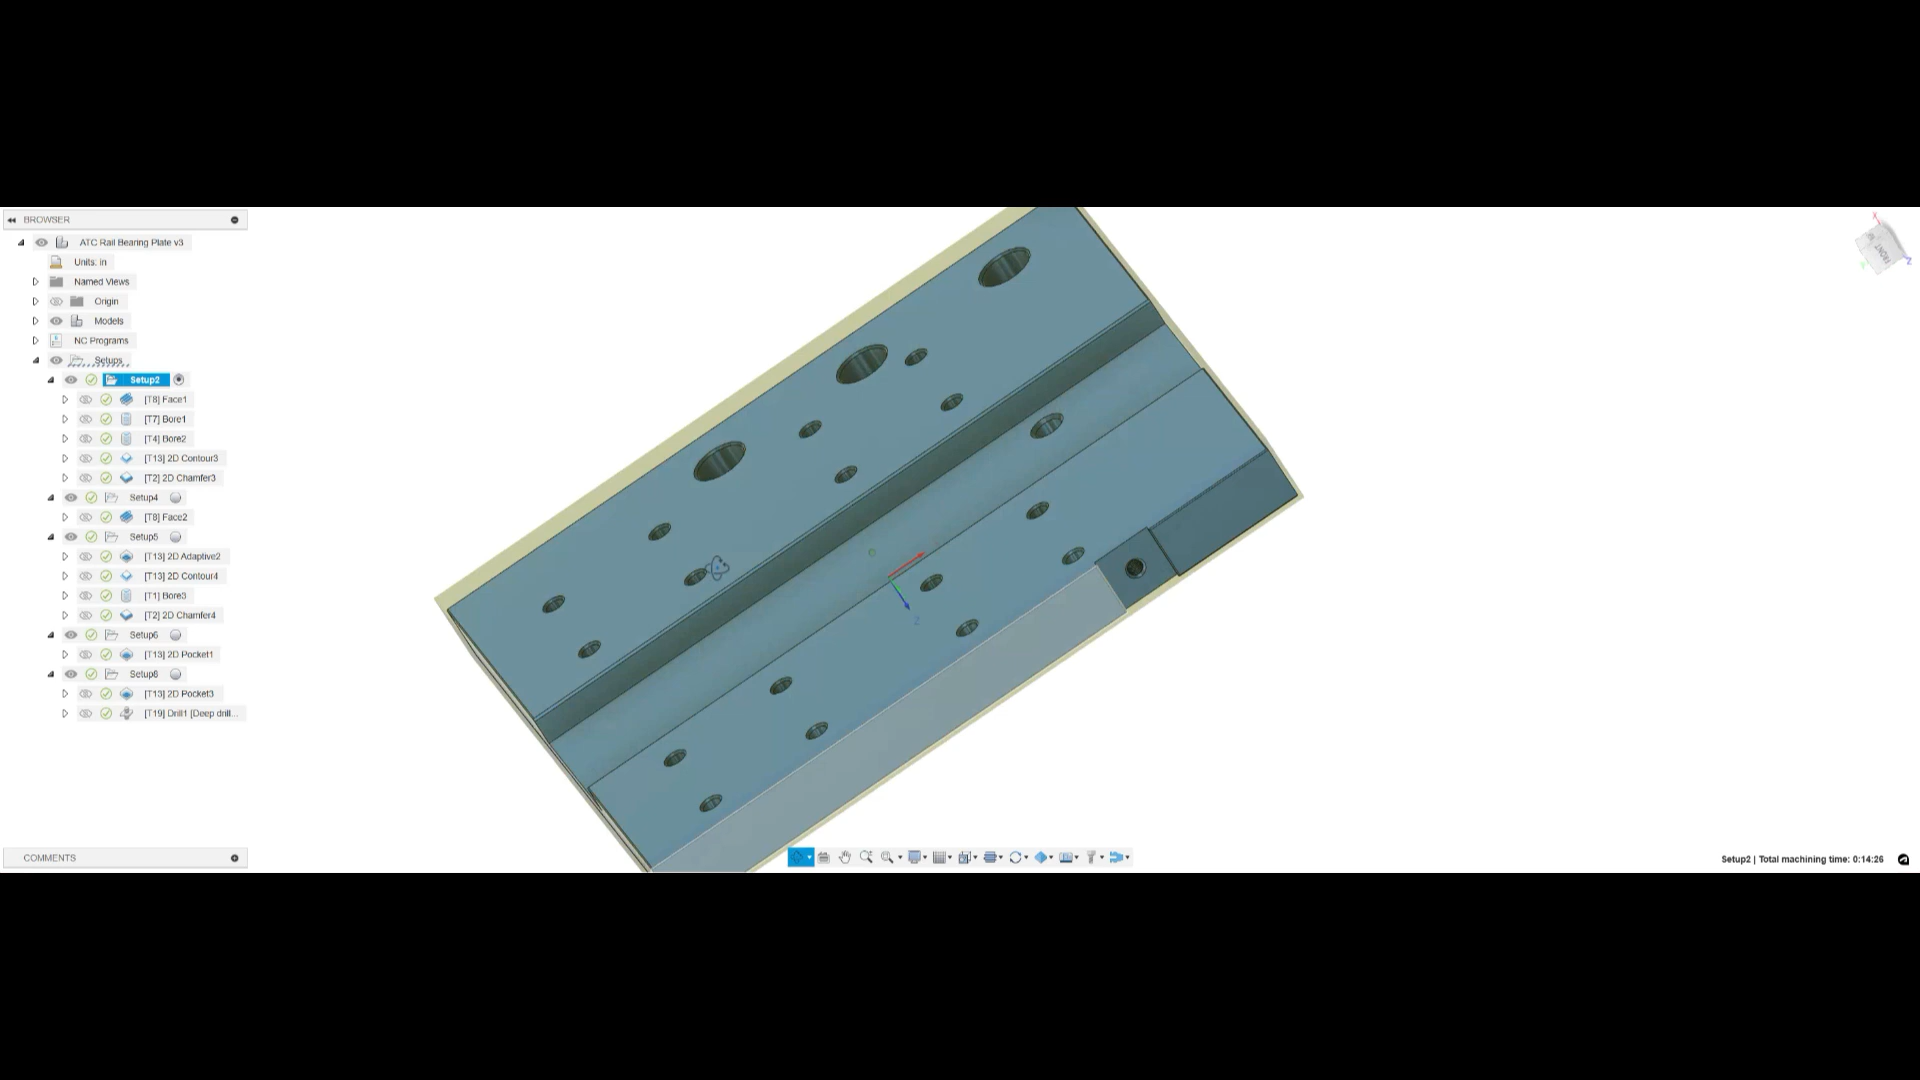 BROWSER
ATC Rail Bearing Plate v3
Units: in
Named Views
Origin
Models
NC Programs
Setups
Setup2
[T8] Face1
[T7] Bore1
[T4] Bore2
[T13] 2D Contour3
[T2] 2D Chamfer3
Setup4
[T8] Face2
Setup5
[T13] 2D Adaptive2
[T13] 2D Contour4
[T1] Bore3
[T2] 2D Chamfer4
Setup6
[T13] 2D Pocket1
Setup8
[T13] 2D Pocket3
[T19] Drill1 [Deep drill...
COMMENTS
Z
X
FRONT
Z
Y
Setup2 | Total machining time: 0:14:26